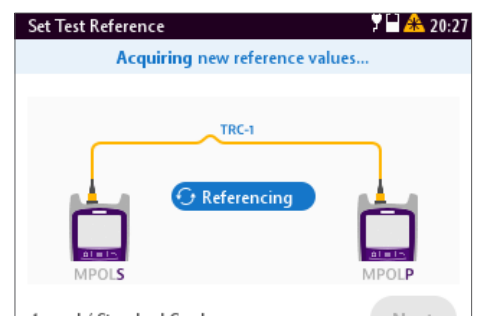 Set Test Reference 20:27
Acquiring new reference values...
TRC-1
Referencing
MPOLS MPOLP